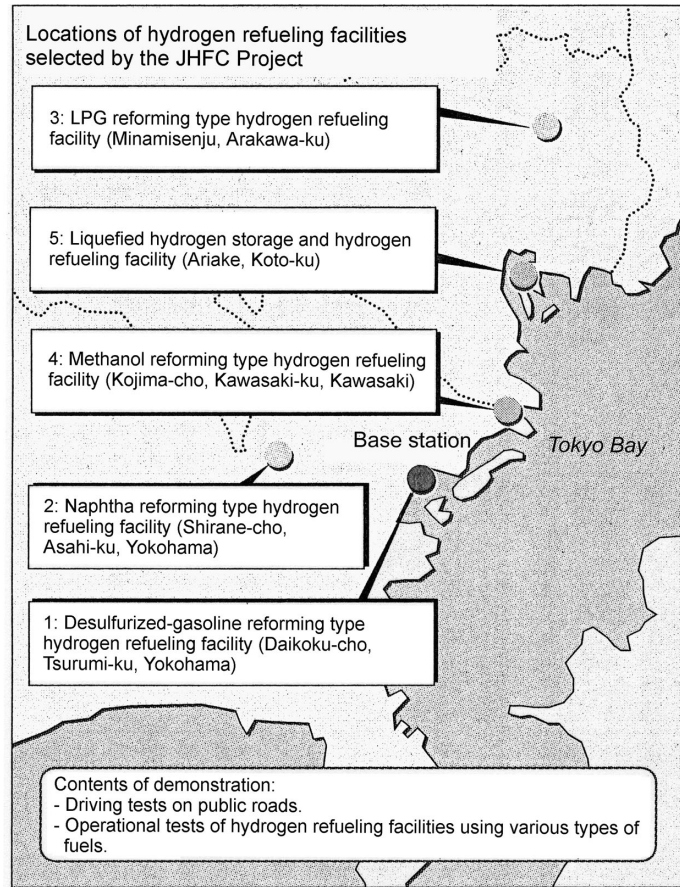 Locations of hydrogen refueling facilities
selected by the JHFC Project
3: LPG reforming type hydrogen refueling
facility (Minamisenju, Arakawa-ku)
5: Liquefied hydrogen storage and hydrogen
refueling facility (Ariake, Koto-ku)
4: Methanol reforming type hydrogen refueling
facility (Kojima-cho, Kawasaki-ku, Kawasaki)
Base station
Tokyo Bay
2: Naphtha reforming type hydrogen
refueling facility (Shirane-cho,
Asahi-ku, Yokohama)
1: Desulfurized-gasoline reforming type
hydrogen refueling facility (Daikoku-cho,
Tsurumi-ku, Yokohama)
Contents of demonstration:
- Driving tests on public roads.
- Operational tests of hydrogen refueling facilities using various types of
fuels.